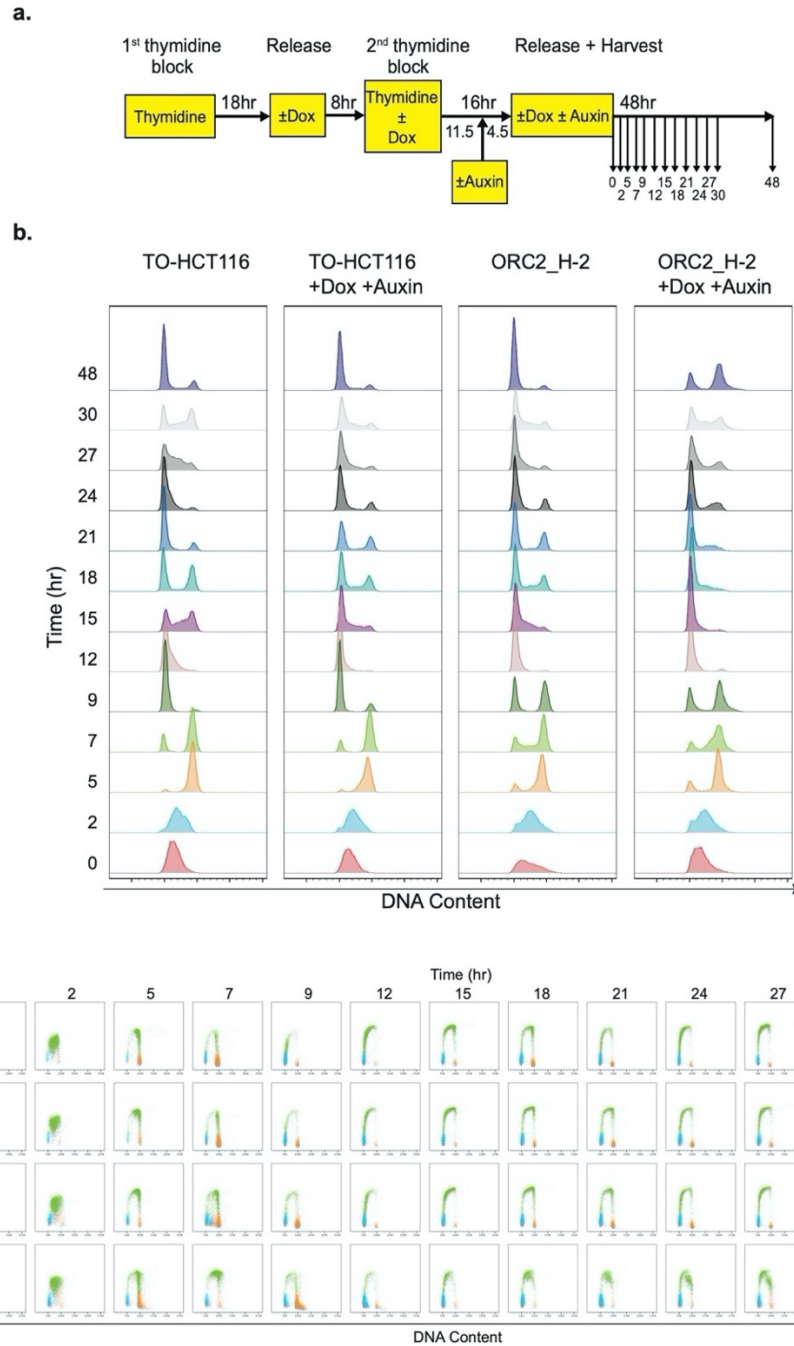 a.
1st thymidine block
Release
2nd thymidine block
Release + Harvest
Thymidine
18hr
±Dox
8hr
Thymidine
±
Dox
16hr
11.5
4.5
±Auxin
±Dox ± Auxin
48hr
0 5 9 15 21 27 48
2 7 12 18 24 30
b.
TO-HCT116
TO-HCT116 +Dox +Auxin
ORC2_H-2
ORC2_H-2 +Dox +Auxin
Time (hr)
48
30
27
24
21
18
15
12
9
7
5
2
0
DNA Content
Time (hr)
2 5 7 9 12 15 18 21 24 27
DNA Content